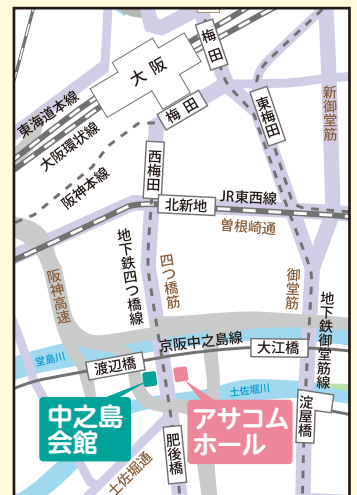 梅田
大阪
東海道本線
梅田
東梅田
新御堂筋
大阪環状線
阪神本線
西梅田
北新地
JR東西線
曽根崎通
地下鉄四つ橋線
四つ橋筋
御堂筋
阪神高速
地下鉄御堂筋線
京阪中之島線
大江橋
堂島川
渡辺橋
土佐堀川
中之島
会館
アサコム
ホール
淀屋橋
肥後橋
土佐堀通